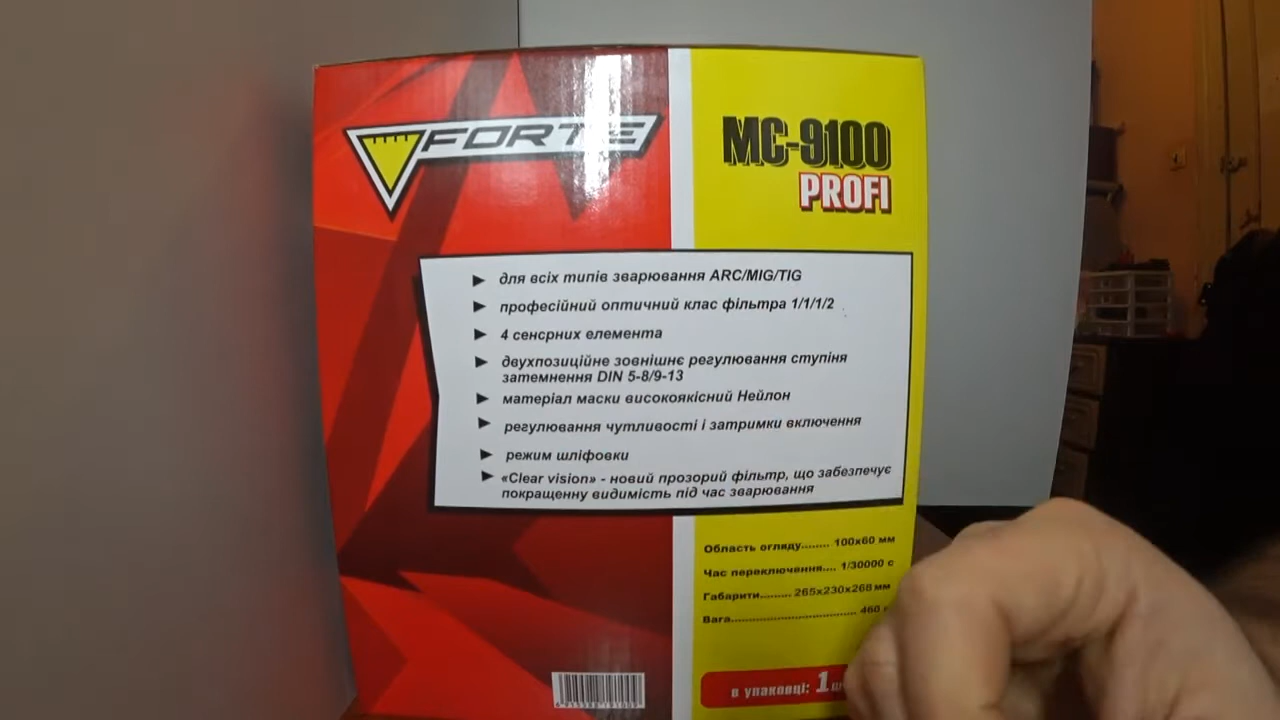 FORTE
МС-9100
PROFI
для всіх типів зварювання ARC/MIG/TIG
професійний оптичний клас фільтра 1/1/1/2
4 сенсрних елемента
двухпозиційне зовнішнє регулювання ступіня
затемнення DIN 5-8/9-13
матеріал маски високоякісний Нейлон
регулювання чутливості і затримки включення
режим шліфовки
«Clear vision» - новий прозорий фільтр, що забезпечує
покращенну видимість під час зварювання
Область огляду........ 100х60 мм
Час переключення.... 1/30000 с
Габарити......... 265х230х268 мм
Вага.................................... 460
в упаковці: 1